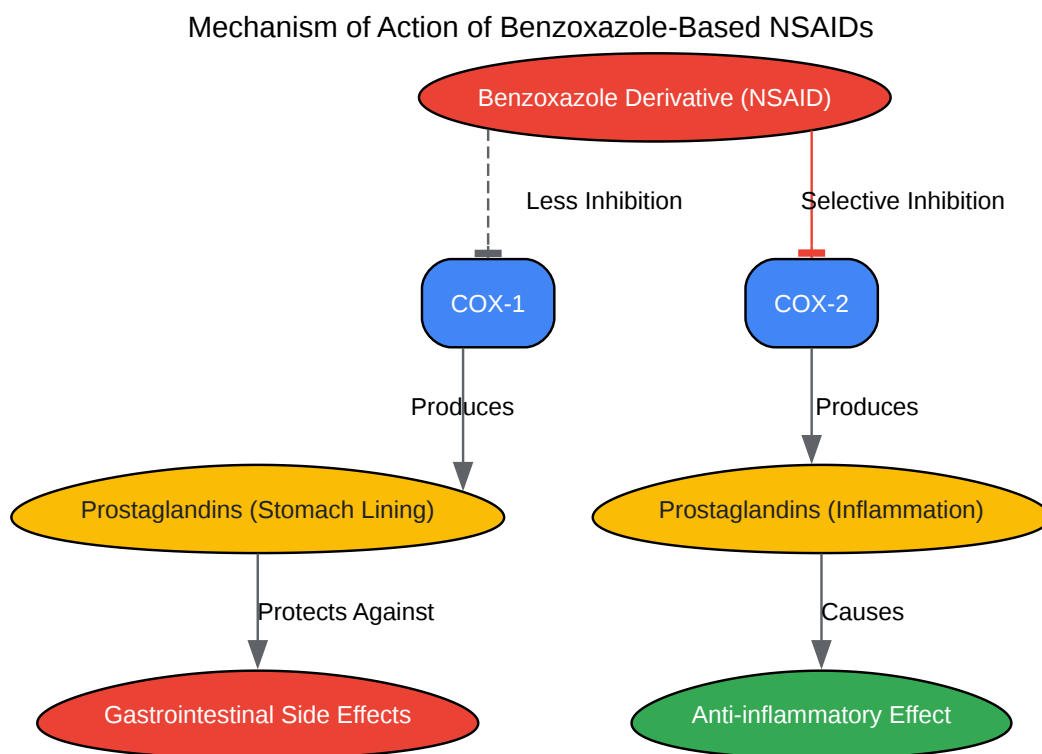 Mechanism of Action of Benzoxazole-Based NSAIDs
Benzoxazole Derivative (NSAID)
Less Inhibition
Selective Inhibition
COX-1
COX-2
Produces
Produces
Prostaglandins (Stomach Lining)
Prostaglandins (Inflammation)
Protects Against
Causes
Gastrointestinal Side Effects
Anti-inflammatory Effect